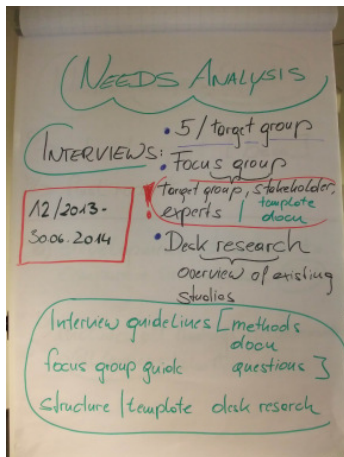 NEEDS ANALYSIS
• 5/target group
INTERVIEWS:
• Focus group
target group, stakeholder,
experts / template
docu
12/2013-
30.06.2014
• Desk research
overview of existing
studios
Interview guidelines [methods
docu
focus group guide questions }
structure / template desk resorch